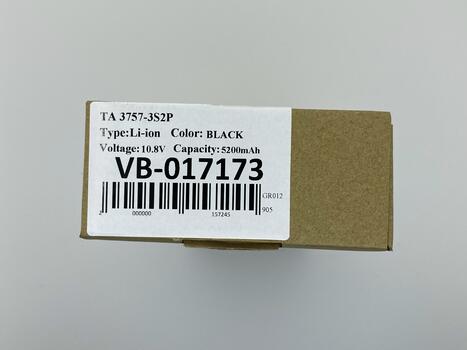 TA 3757-3S2P
Type:Li-ion Color: BLACK
Voltage:10.8V Capacity:5200mAh
VB-017173
GR012
905
2 000000 157245